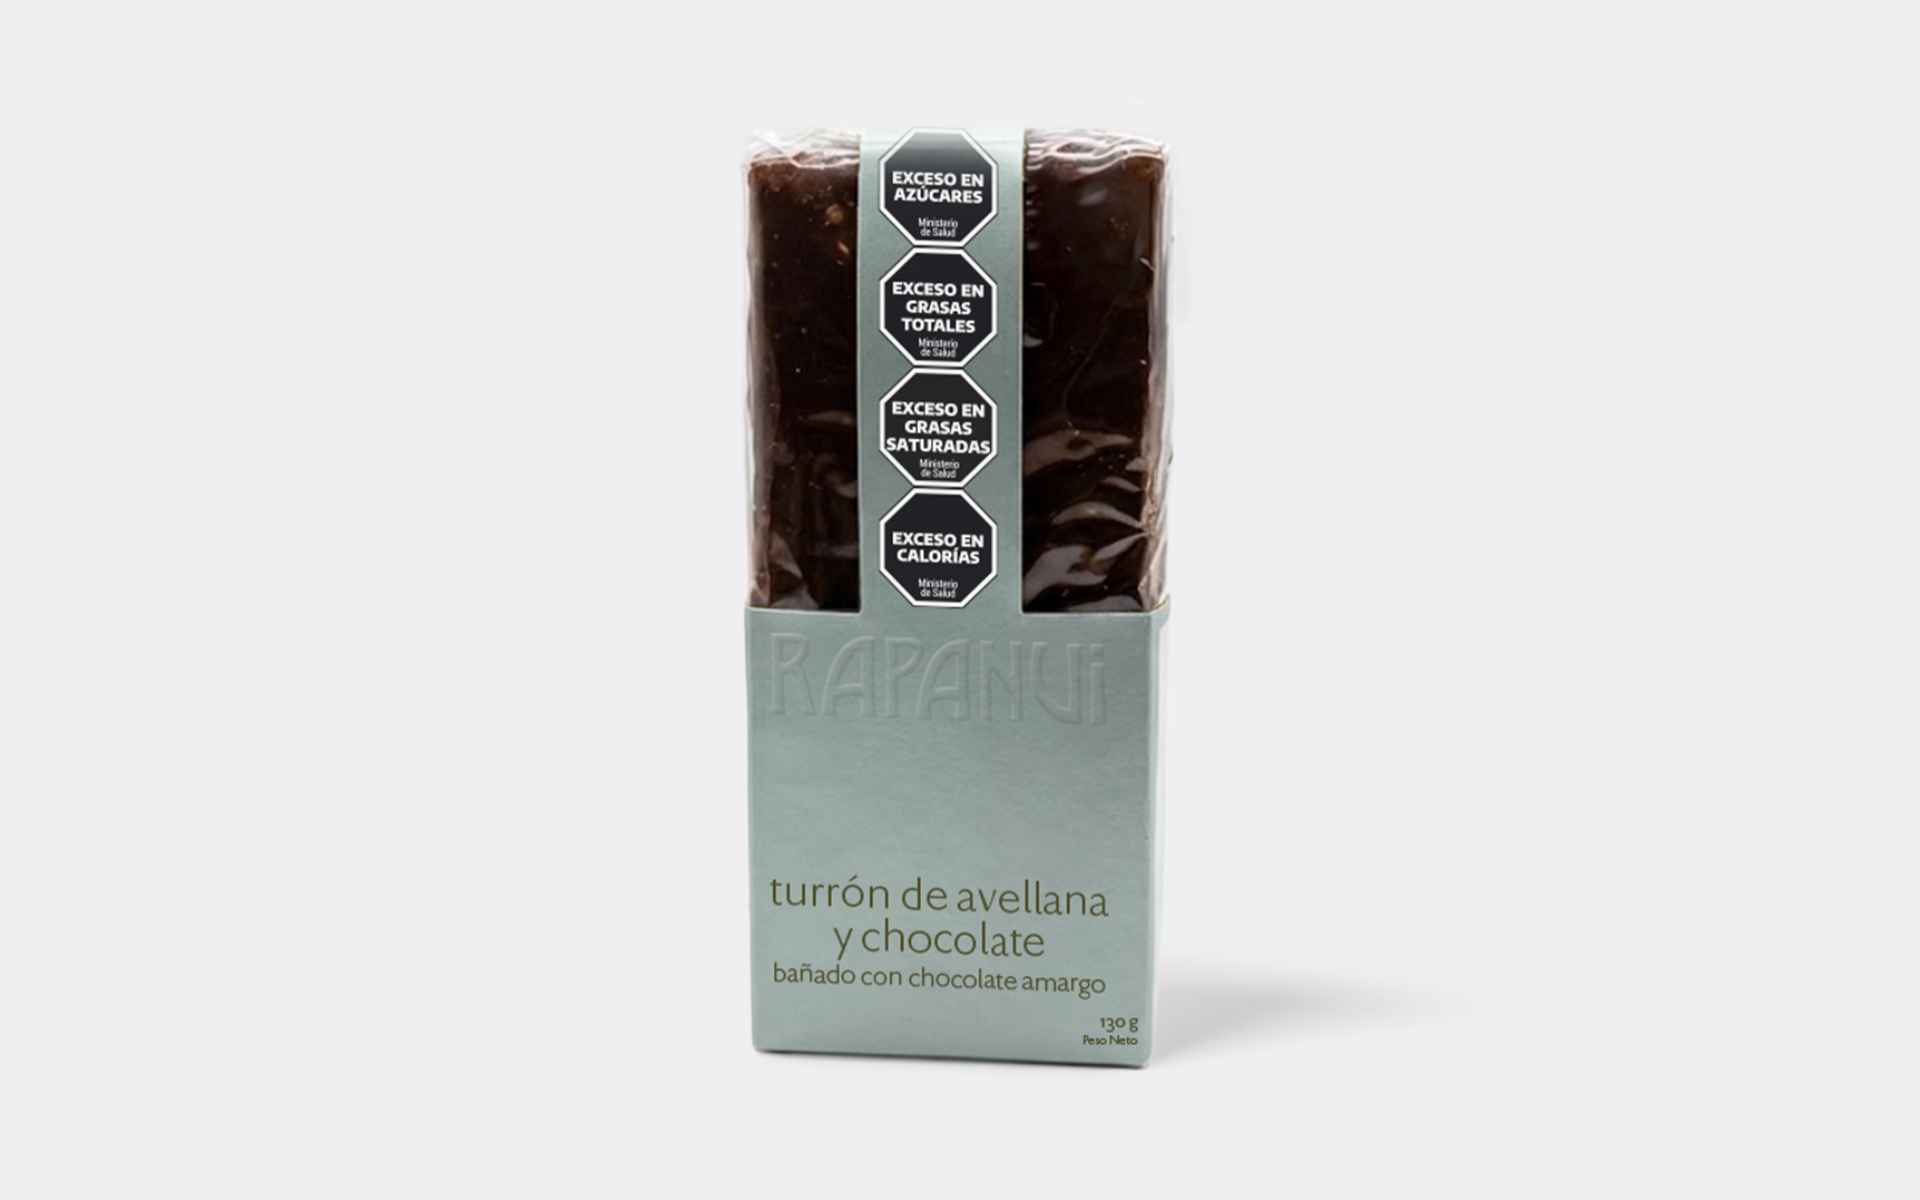 EXCESO EN
AZÚCARES
Ministerio
de Salud
EXCESO EN
GRASAS
TOTALES
Ministerio
de Salud
EXCESO EN
GRASAS
SATURADAS
Ministerio
de Salud
EXCESO EN
CALORÍAS
Ministerio
de Salud
RAPANUi
turrón de avellana
y chocolate
bañado con chocolate amargo
130 g
Peso Neto